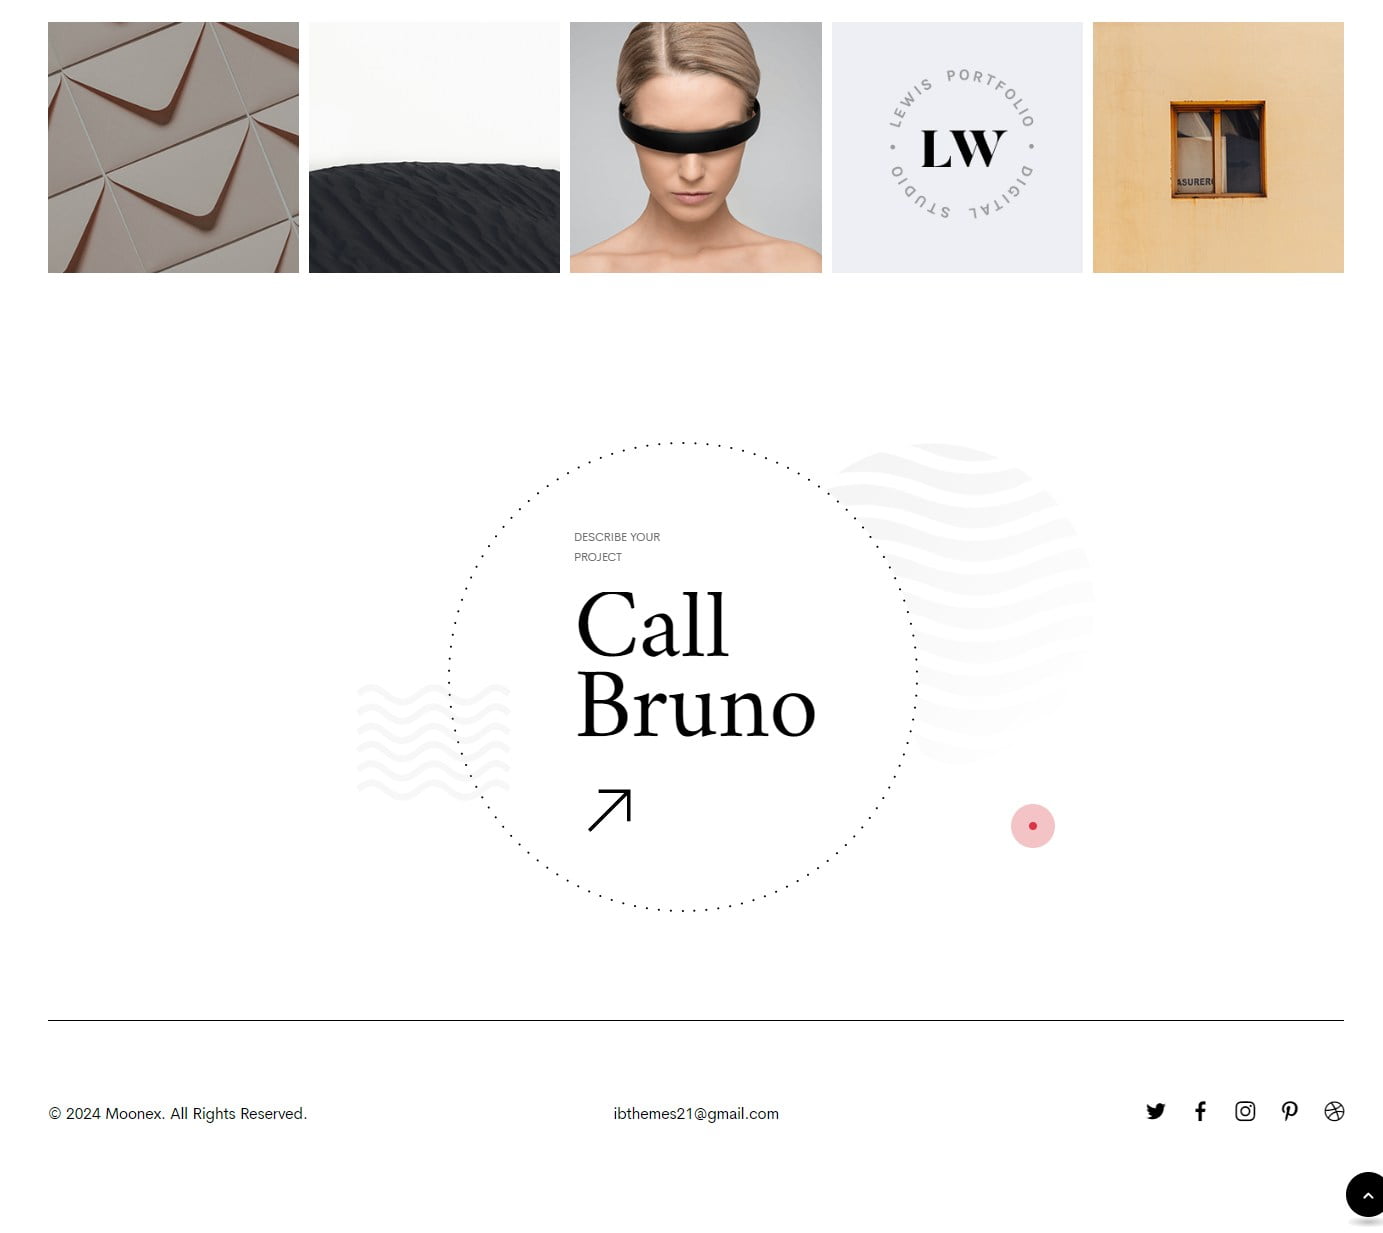 LEWIS PORTFOLIO • DIGITAL STUDIO •
LW
ASURER
DESCRIBE YOUR
PROJECT
Call
Bruno
© 2024 Moonex. All Rights Reserved.
ibthemes21@gmail.com